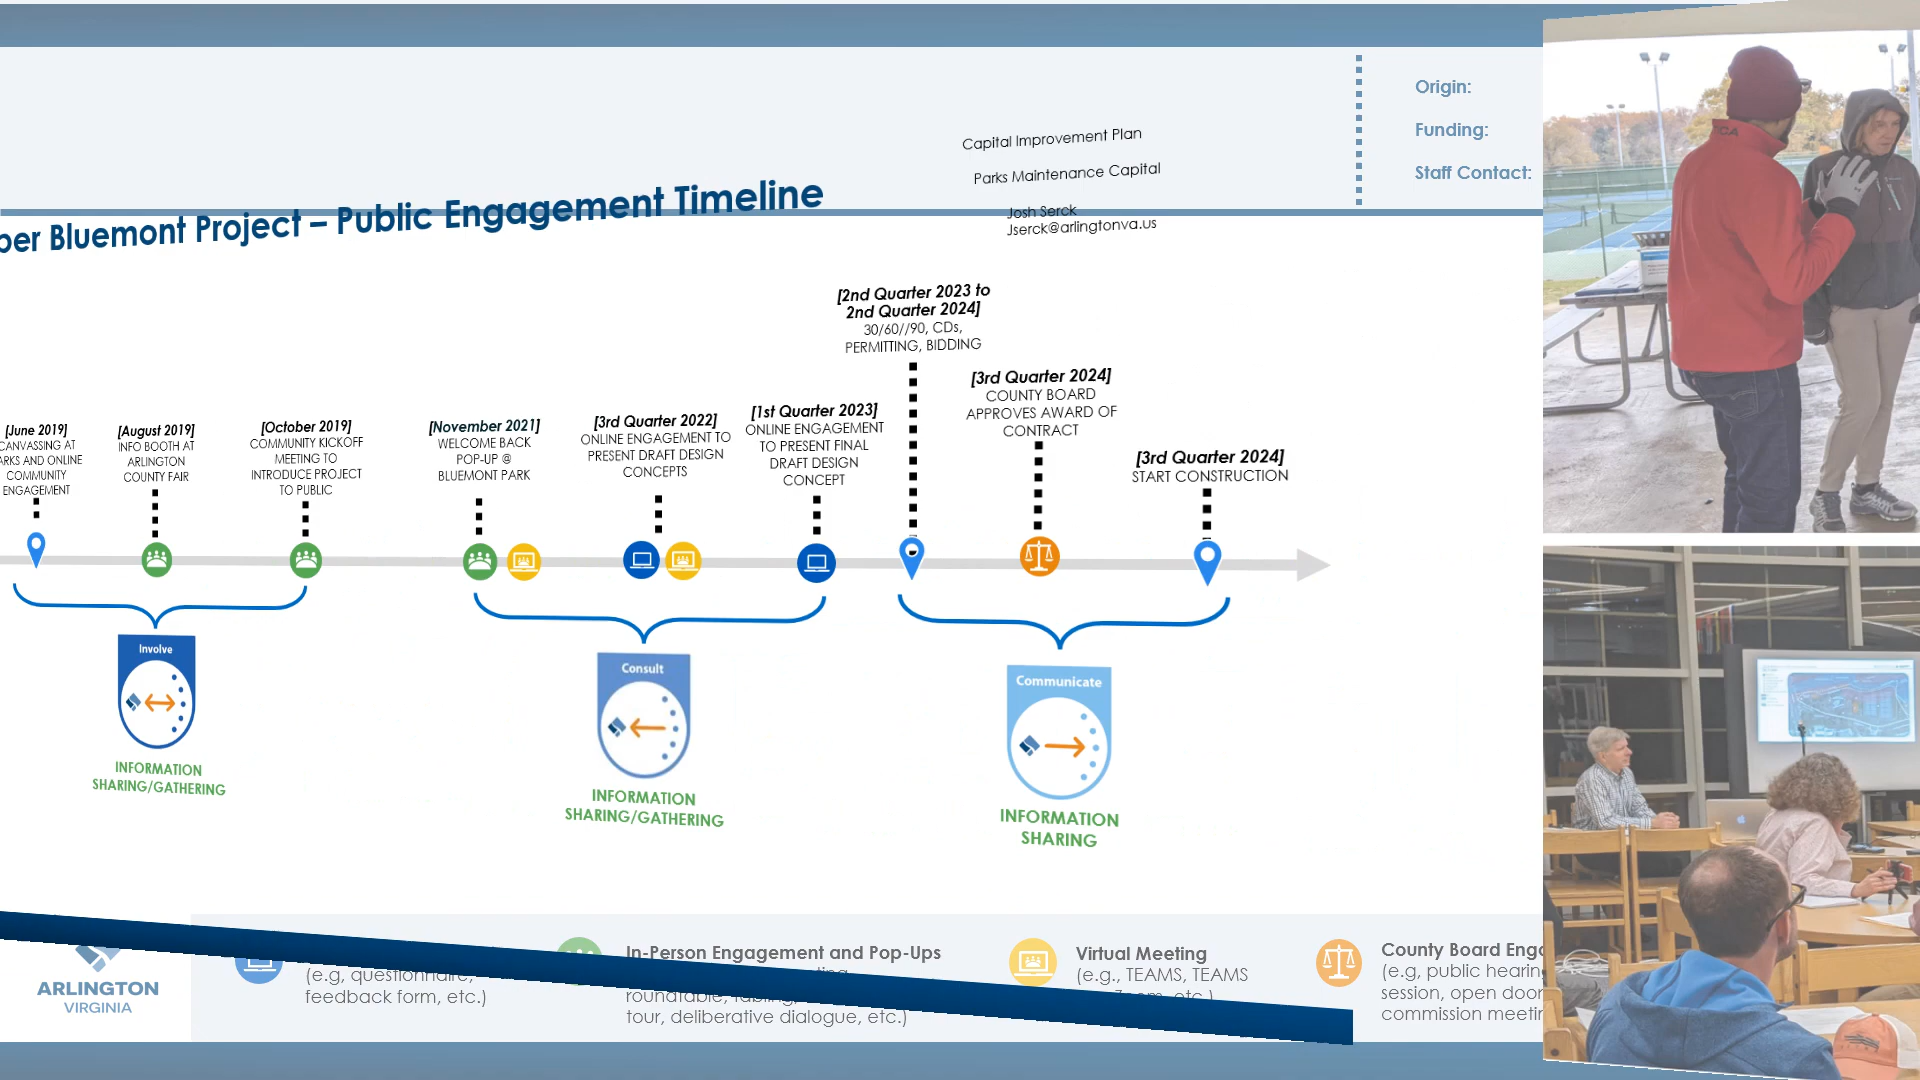 Origin:
Funding:
Staff Contact:
Capital Improvement Plan
Parks Maintenance Capital
Josh Serck
Jserck@arlingtonva.us
Bluemont Project – Public Engagement Timeline
[June 2019]
CANVASSING AT
AND ONLINE
COMMUNITY
ENGAGEMENT
[August 2019]
INFO BOOTH AT
ARLINGTON
COUNTY FAIR
[October 2019]
COMMUNITY KICKOFF
MEETING TO
INTRODUCE PROJECT
TO PUBLIC
[November 2021]
WELCOME BACK
POP-UP @
BLUEMONT PARK
[3rd Quarter 2022]
ONLINE ENGAGEMENT TO
PRESENT DRAFT DESIGN
CONCEPTS
[1st Quarter 2023]
ONLINE ENGAGEMENT
TO PRESENT FINAL
DRAFT DESIGN
CONCEPT
[2nd Quarter 2023 to
2nd Quarter 2024]
30/60//90, CDs,
PERMITTING, BIDDING
[3rd Quarter 2024]
COUNTY BOARD
APPROVES AWARD OF
CONTRACT
[3rd Quarter 2024]
START CONSTRUCTION
Involve
INFORMATION
SHARING/GATHERING
Consult
INFORMATION
SHARING/GATHERING
Communicate
INFORMATION
SHARING
ARLINGTON
VIRGINIA
(e.g, questionnaire,
feedback form, etc.)
In-Person Engagement and Pop-Ups
roundtable,
tour, deliberative dialogue, etc.)
Virtual Meeting
(e.g., TEAMS, TEAMS
County Board
(e.g, public
session, open
commission